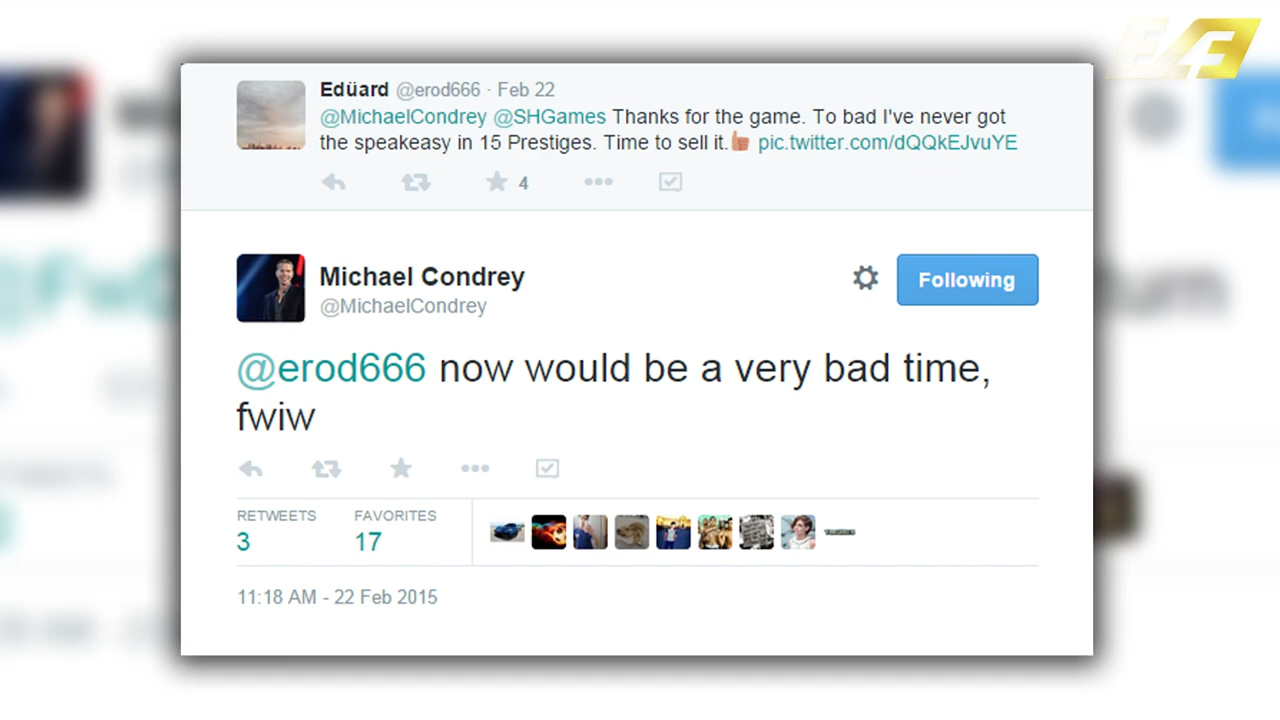 Edüard @erod666 · Feb 22
@MichaelCondrey @SHGames Thanks for the game. To bad I've never got
the speakeasy in 15 Prestiges. Time to sell it.👍 pic.twitter.com/dQQkEJvuYE
4
Michael Condrey
@MichaelCondrey
Following
@erod666 now would be a very bad time,
fwiw
RETWEETS FAVORITES
3 17
11:18 AM - 22 Feb 2015